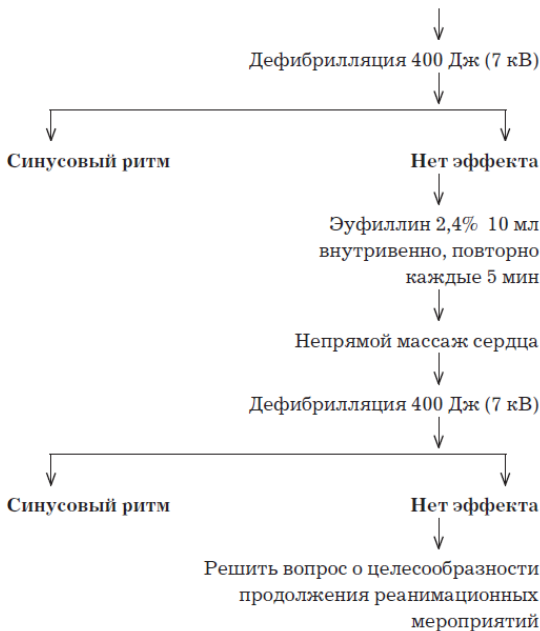 Дефибрилляция 400 Дж (7 кВ)
Синусовый ритм
Нет эффекта
Эуфиллин 2,4% 10 мл
внутривенно, повторно
каждые 5 мин
Непрямой массаж сердца
Дефибрилляция 400 Дж (7 кВ)
Синусовый ритм
Нет эффекта
Решить вопрос о целесообразности
продолжения реанимационных
мероприятий